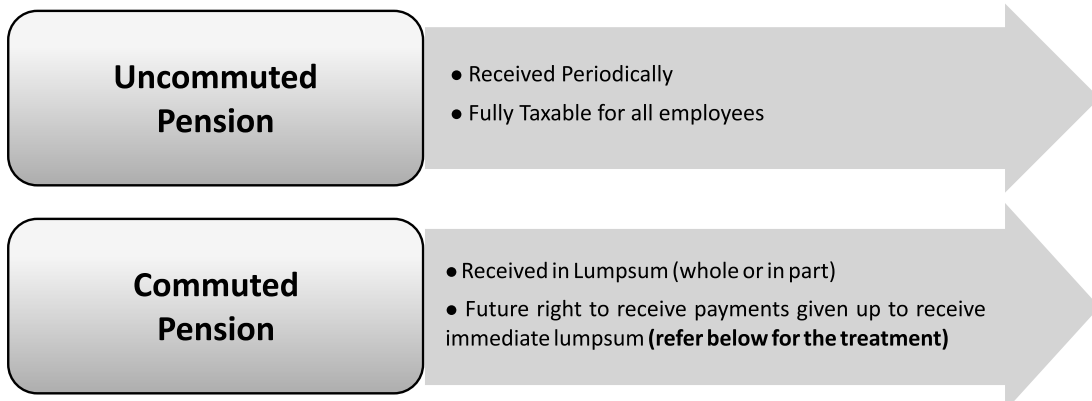 Uncommuted
Pension
● Received Periodically
● Fully Taxable for all employees
Commuted
Pension
● Received in Lumpsum (whole or in part)
● Future right to receive payments given up to receive
immediate lumpsum (refer below for the treatment)